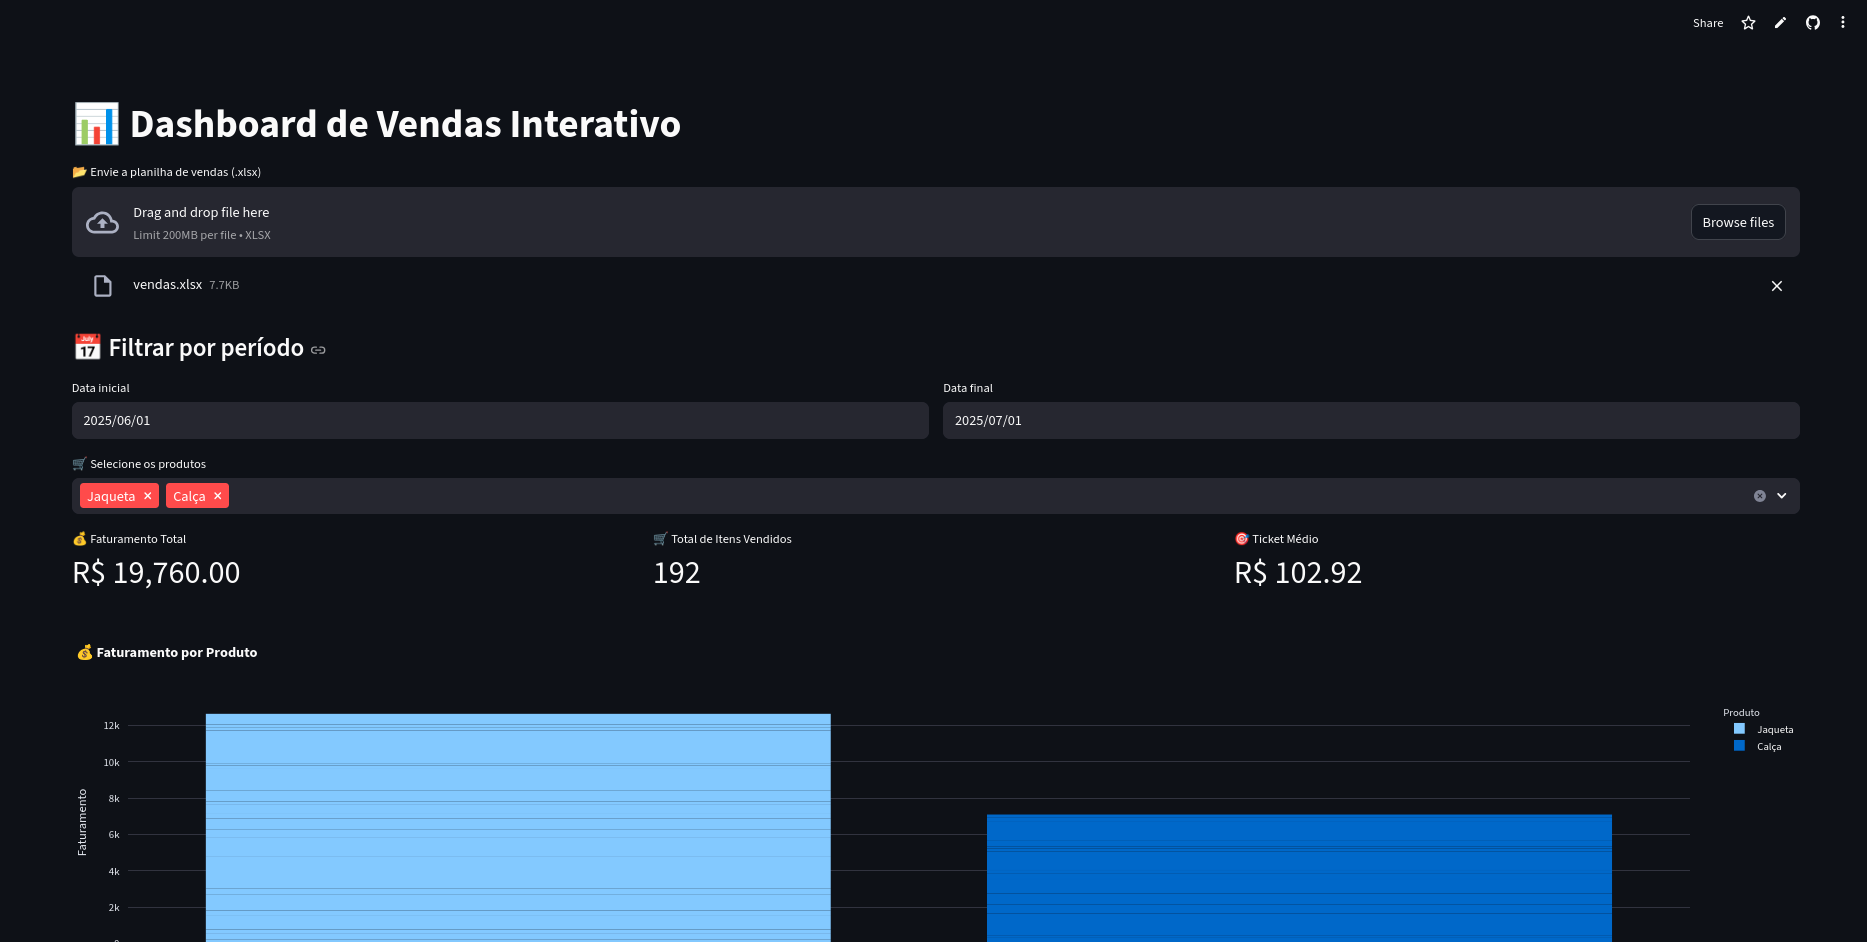 Share
Dashboard de Vendas Interativo
Envie a planilha de vendas (.xlsx)
Drag and drop file here
Limit 200MB per file • XLSX
Browse files
vendas.xlsx 7.7KB
July
17
Filtrar por período
Data inicial
Data final
2025/06/01
2025/07/01
Selecione os produtos
Jaqueta
Calça
Faturamento Total
Total de Itens Vendidos
Ticket Médio
R$ 19,760.00
192
R$ 102.92
Faturamento por Produto
Produto
Jaqueta
Calça
12k
10k
8k
6k
4k
2k
Faturamento